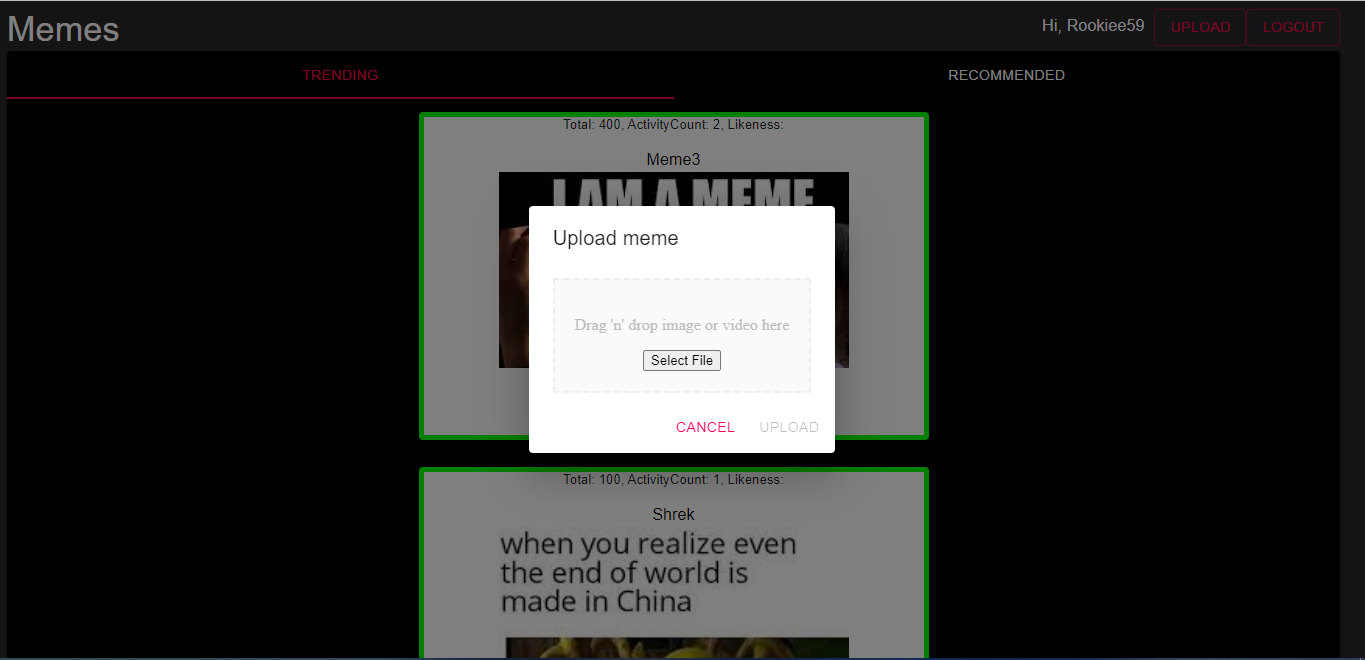 Memes
Hi, Rookiee59
UPLOAD
LOGOUT
TRENDING
RECOMMENDED
Total: 400, ActivityCount: 2, Likeness:
Meme3
I AM A MEME
Upload meme
Drag 'n' drop image or video here
Select File
CANCEL
UPLOAD
Total: 100, ActivityCount: 1, Likeness:
Shrek
when you realize even
the end of world is
made in China